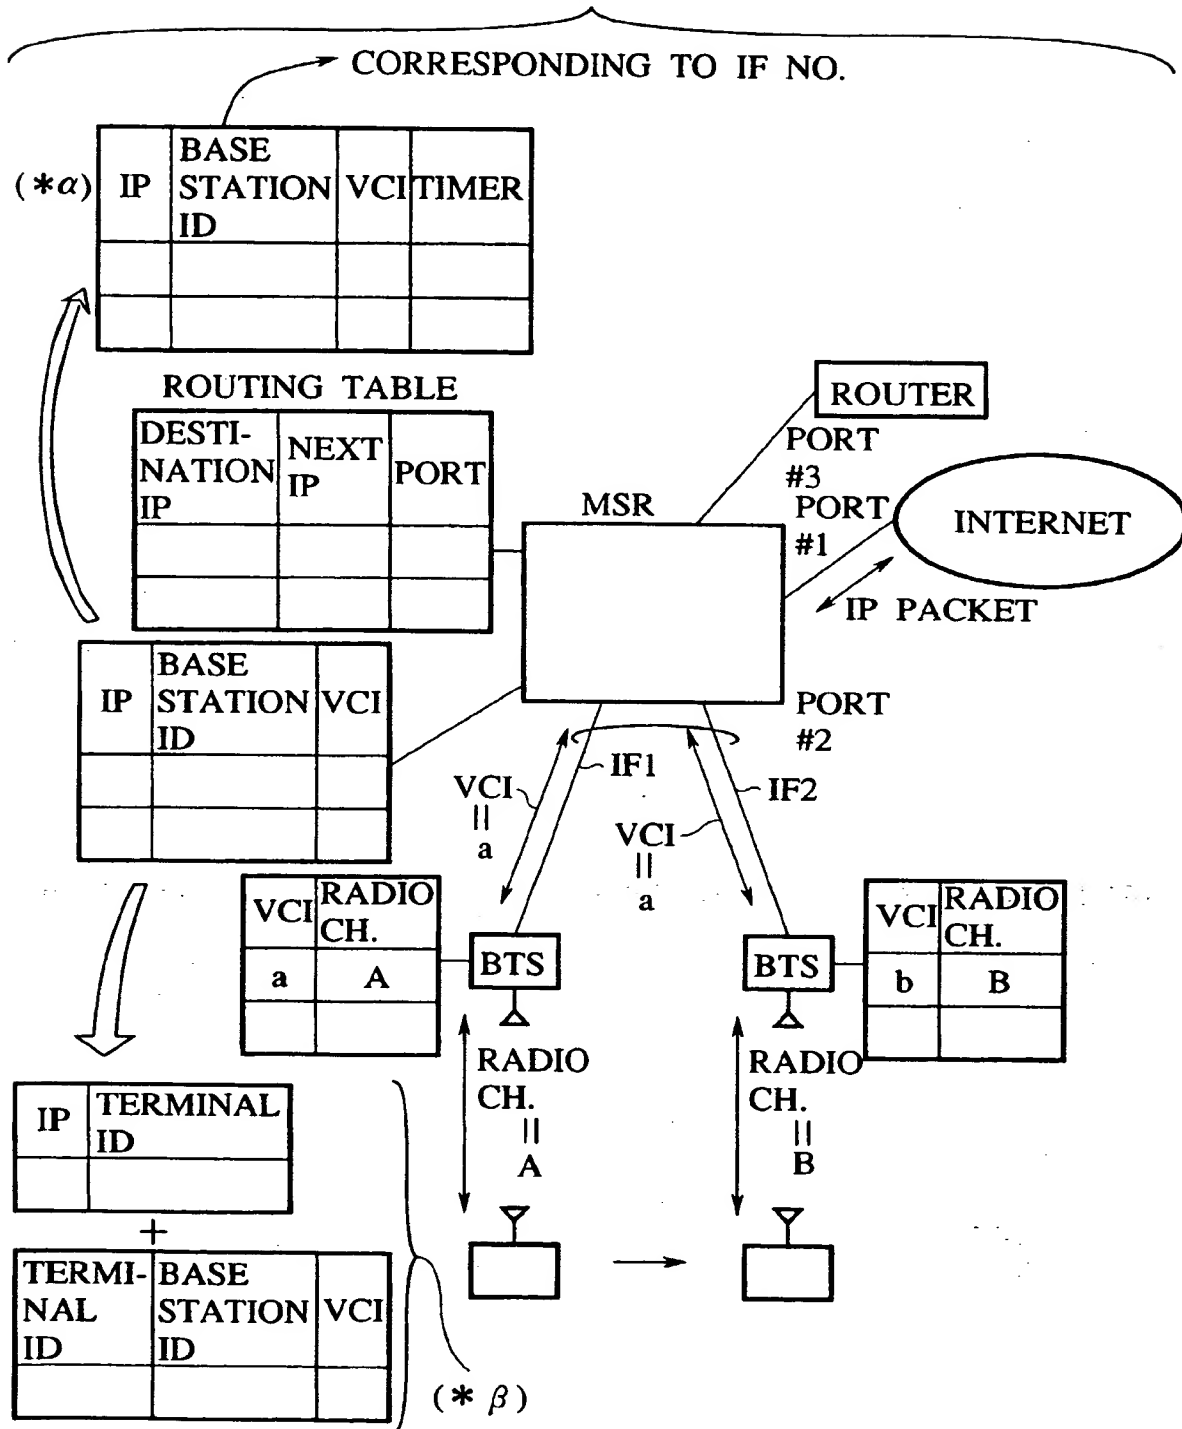 CORRESPONDING TO IF NO.
(*α)
IP
BASE
STATION
ID
VCI
TIMER
ROUTING TABLE
DESTI-
NATION
IP
NEXT
IP
PORT
ROUTER
PORT
#3
MSR
PORT
#1
INTERNET
IP PACKET
IP
BASE
STATION
ID
VCI
PORT
#2
IF1
IF2
VCI
=
a
VCI
=
a
VCI
RADIO
CH.
a
A
BTS
BTS
VCI
RADIO
CH.
b
B
RADIO
CH.
=
A
RADIO
CH.
=
B
IP
TERMINAL
ID
+
TERMI-
NAL
ID
BASE
STATION
ID
VCI
(* β)